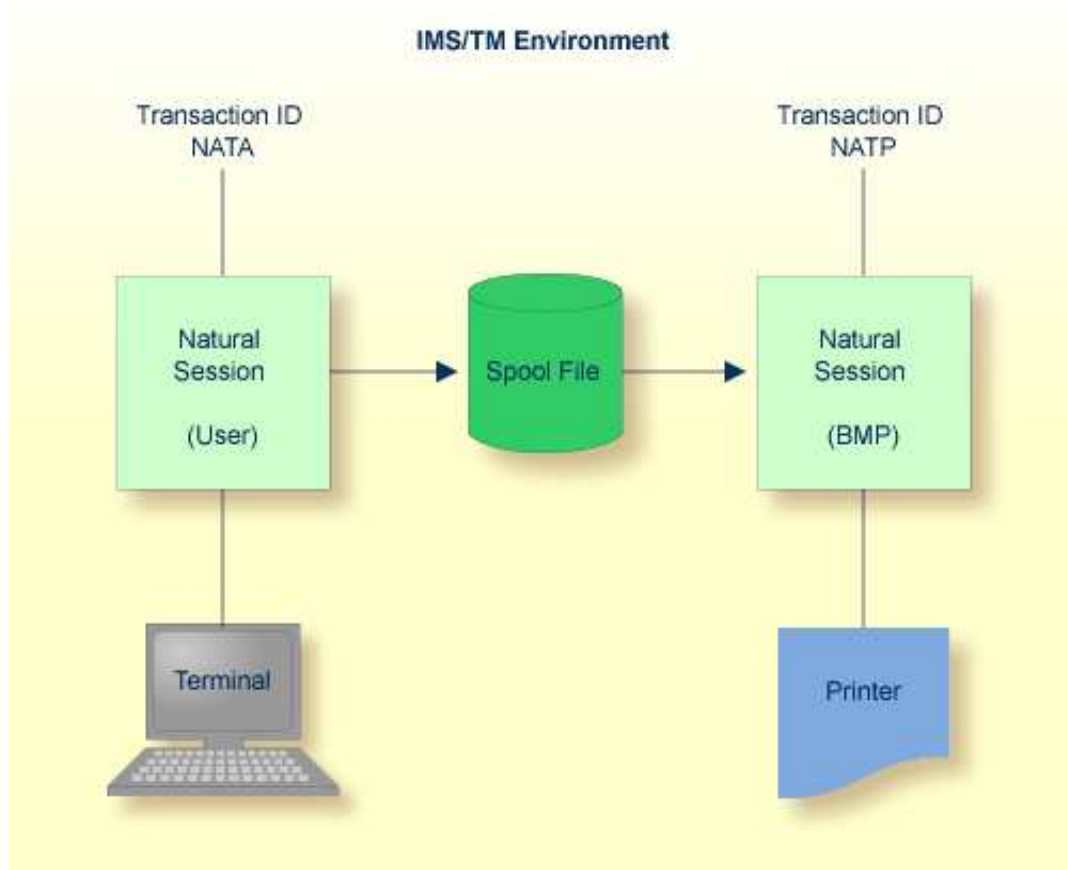 IMS/TM Environment
Transaction ID
NATA
Transaction ID
NATP
Natural
Session
(User)
Spool File
Natural
Session
(BMP)
Terminal
Printer